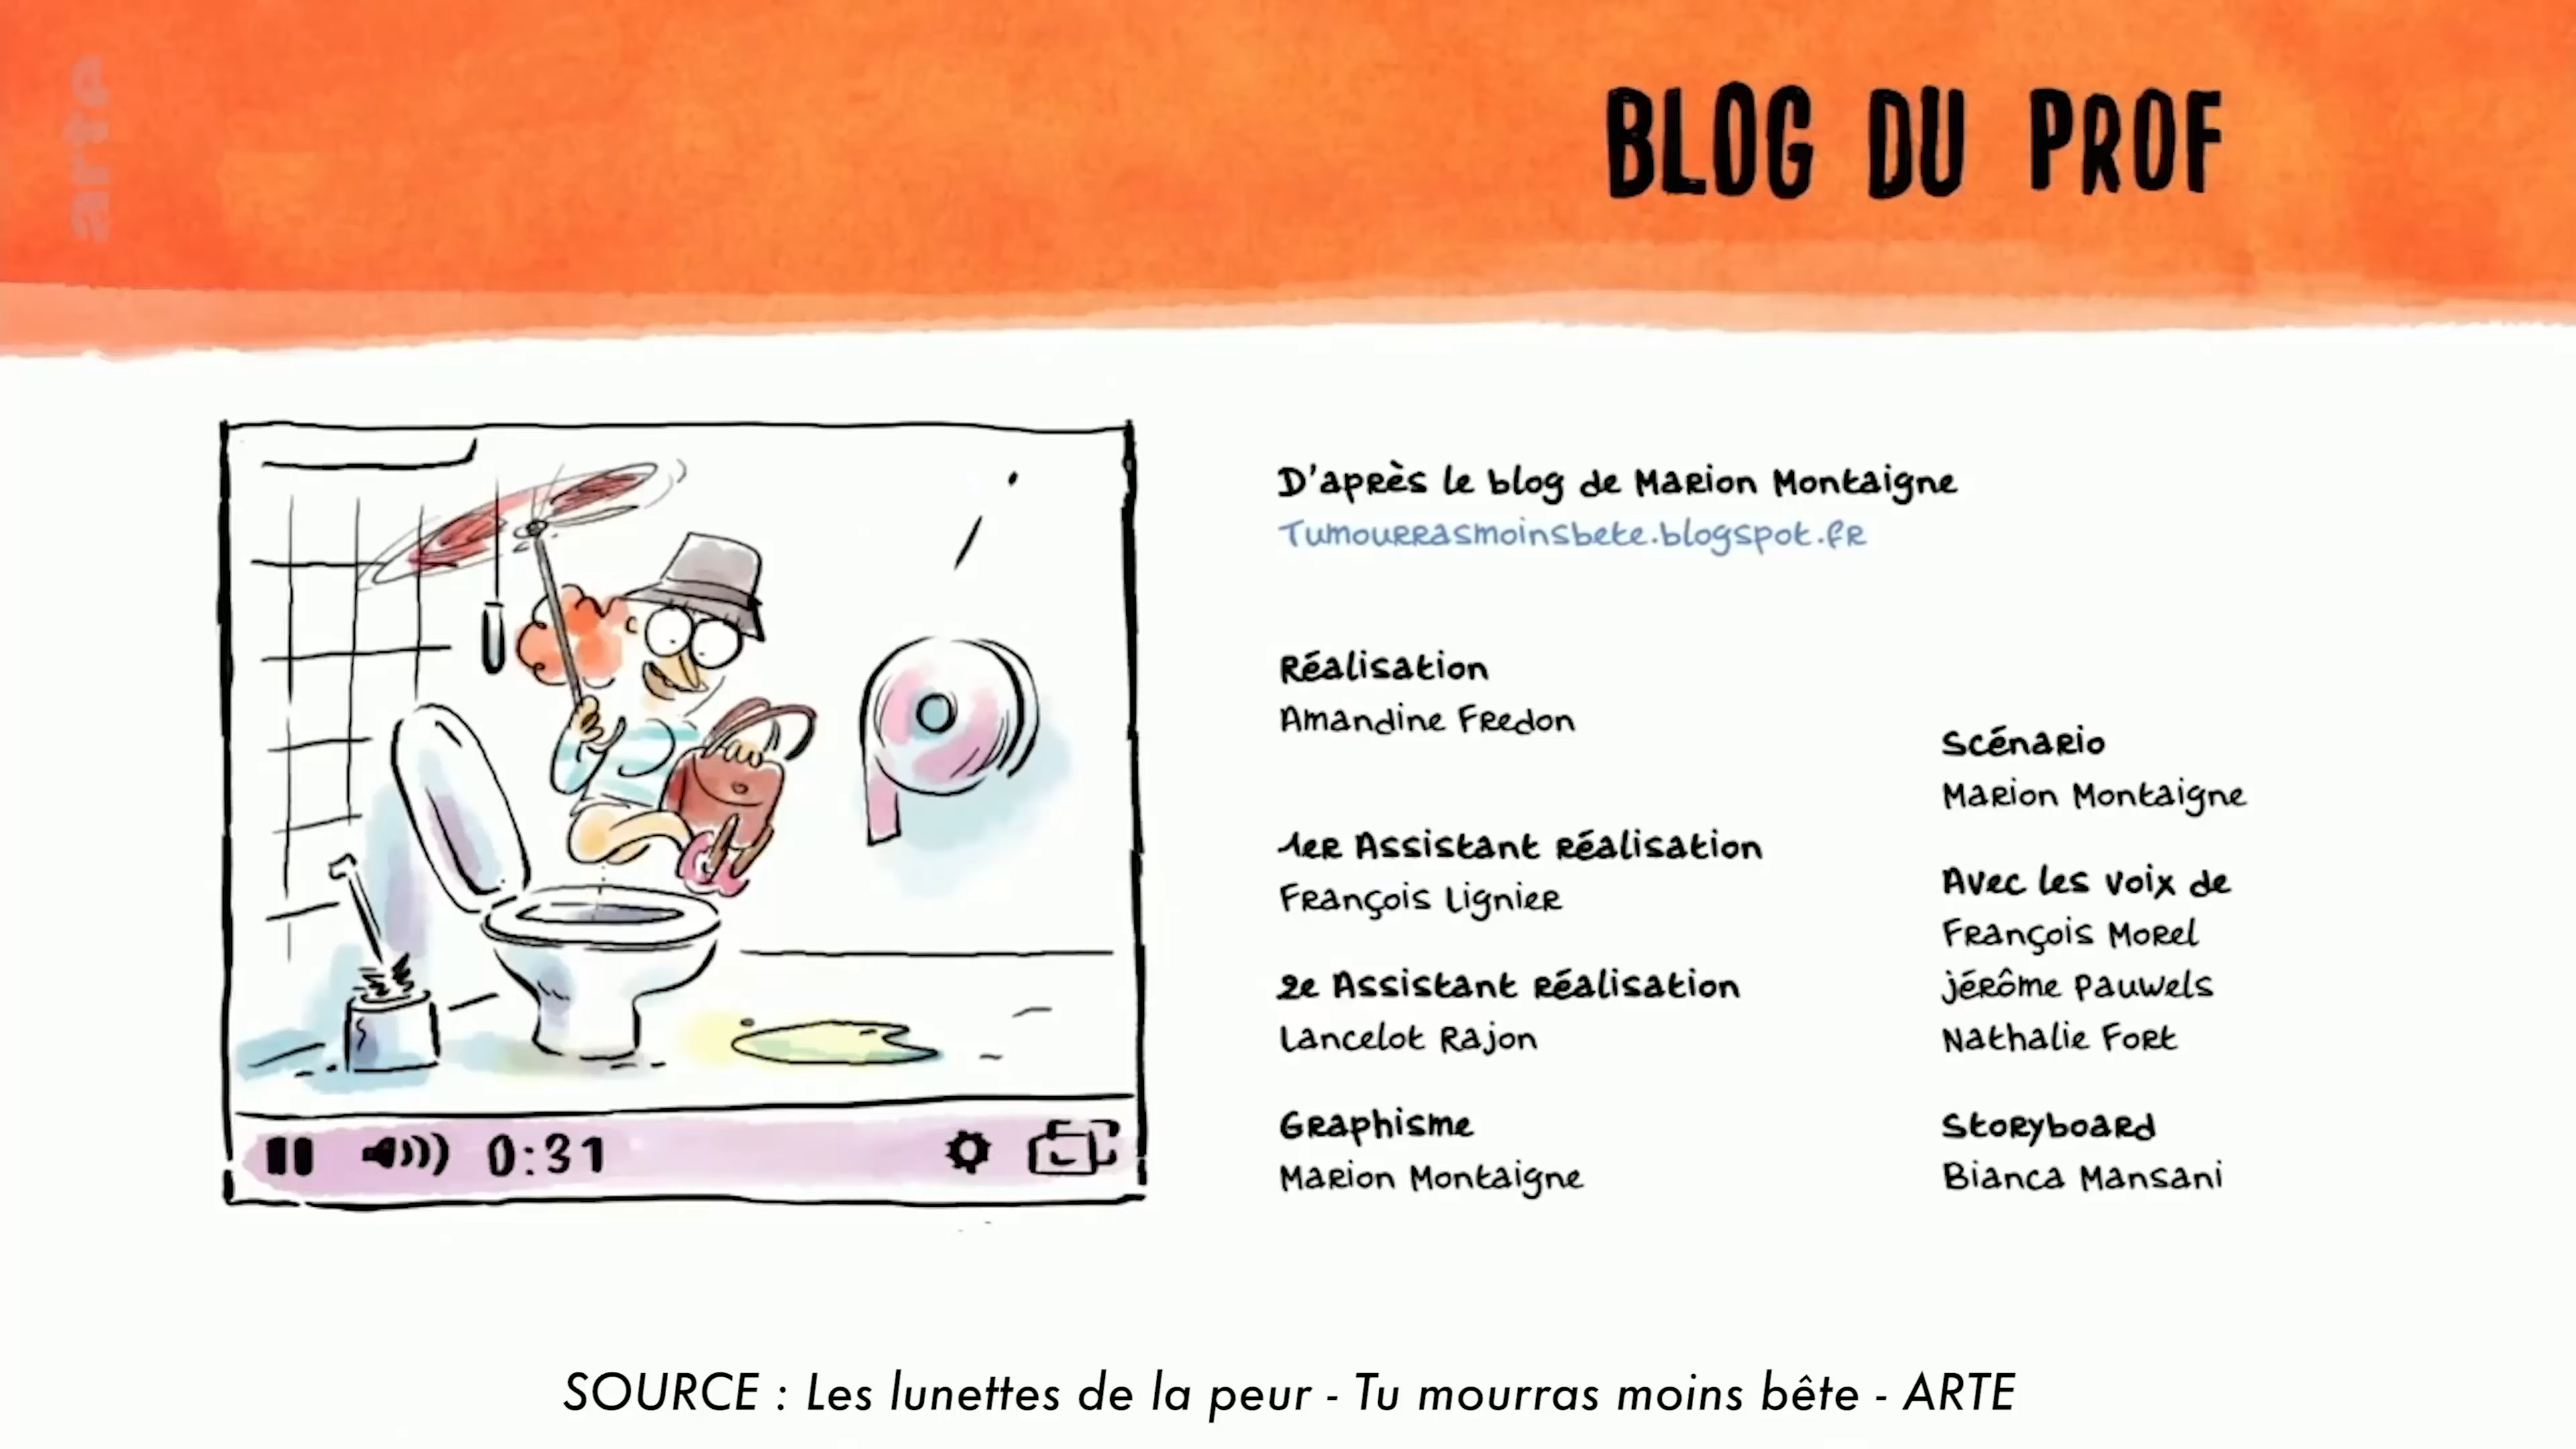 arte
BLOG DU PROF
D'après le blog de Marion Montaigne
Tumourrasmoinsbete.blogspot.fr
Réalisation
Amandine Fredon
1er Assistant réalisation
François Lignier
2e Assistant réalisation
Lancelot Rajon
Graphisme
Marion Montaigne
Scénario
Marion Montaigne
Avec les voix de
François Morel
jérôme Pauwels
Nathalie Fort
Storyboard
Bianca Mansani
0:31
SOURCE : Les lunettes de la peur - Tu mourras moins bête - ARTE